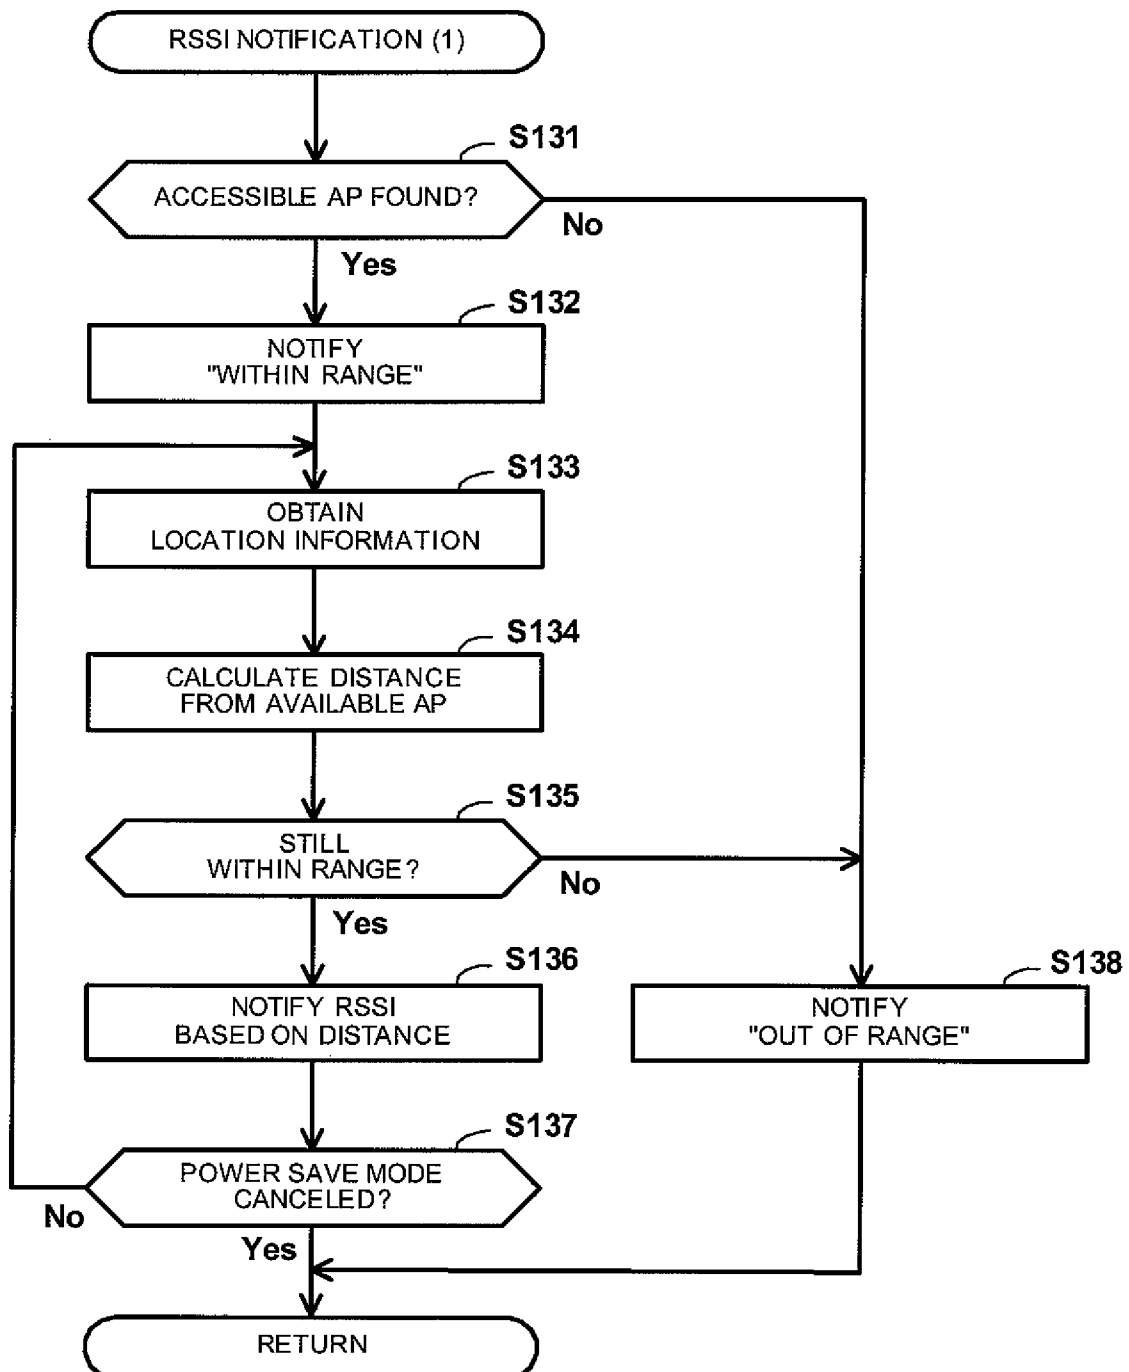 RSSI NOTIFICATION (1)
S131
ACCESSIBLE AP FOUND?
No
Yes
S132
NOTIFY
"WITHIN RANGE"
S133
OBTAIN
LOCATION INFORMATION
S134
CALCULATE DISTANCE
FROM AVAILABLE AP
S135
STILL
WITHIN RANGE?
No
Yes
S136
NOTIFY RSSI
BASED ON DISTANCE
S138
NOTIFY
"OUT OF RANGE"
S137
POWER SAVE MODE
CANCELED?
No
Yes
RETURN